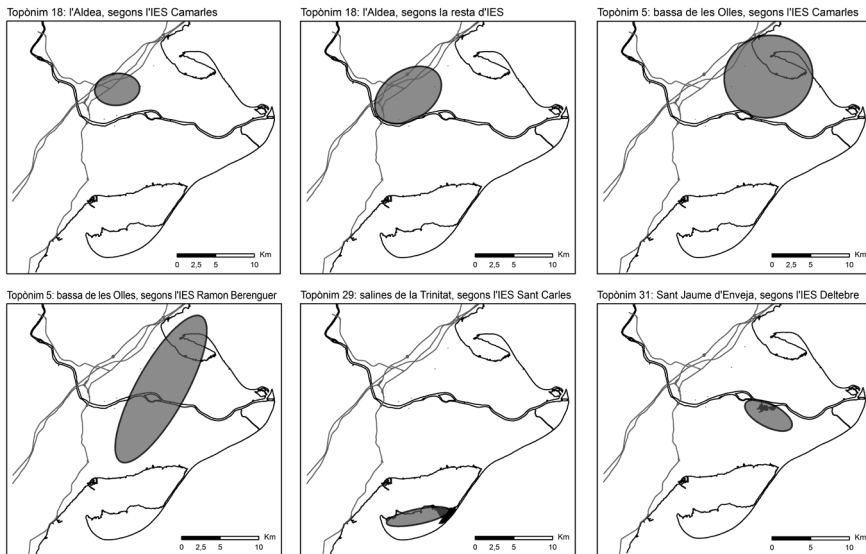 Topònim 18: l'Aldea, segons l'IES Camarles
Topònim 18: l'Aldea, segons la resta d'IES
Topònim 5: bassa de les Olles, segons l'IES Camarles
Km
0 2,5 5 10
Km
0 2,5 5 10
Km
0 2,5 5 10
Topònim 5: bassa de les Olles, segons l'IES Ramon Berenguer
Topònim 29: salines de la Trinitat, segons l'IES Sant Carles
Topònim 31: Sant Jaume d'Enveja, segons l'IES Deltebre
Km
0 2,5 5 10
Km
0 2,5 5 10
Km
0 2,5 5 10